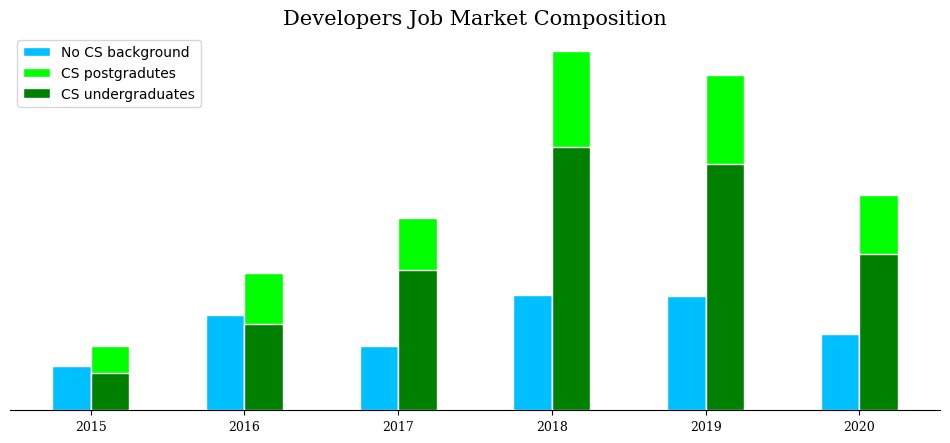 Developers Job Market Composition
No CS background
CS postgradutes
CS undergraduates
2015 2016 2017 2018 2019 2020